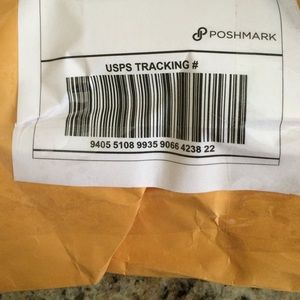 POSHMARK
USPS TRACKING #
9405 5108 9935 9066 4238 22